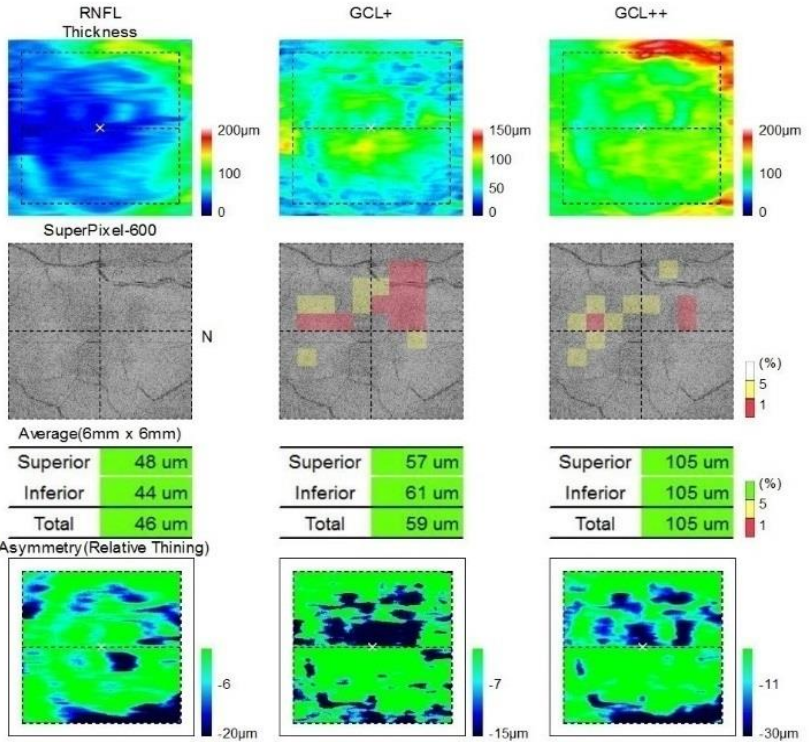 RNFL GCL+ GCL++
Thickness
200μm 150μm 200μm
100 100 100
50
0 0 0
SuperPixel-600
N
(%)
5
1
Average(6mm x 6mm)
Superior 48 um Superior 57 um Superior 105 um
Inferior 44 um Inferior 61 um Inferior 105 um
Total 46 um Total 59 um Total 105 um
(%)
5
1
Asymmetry(Relative Thining)
-6 -7 -11
-20μm -15μm -30μm